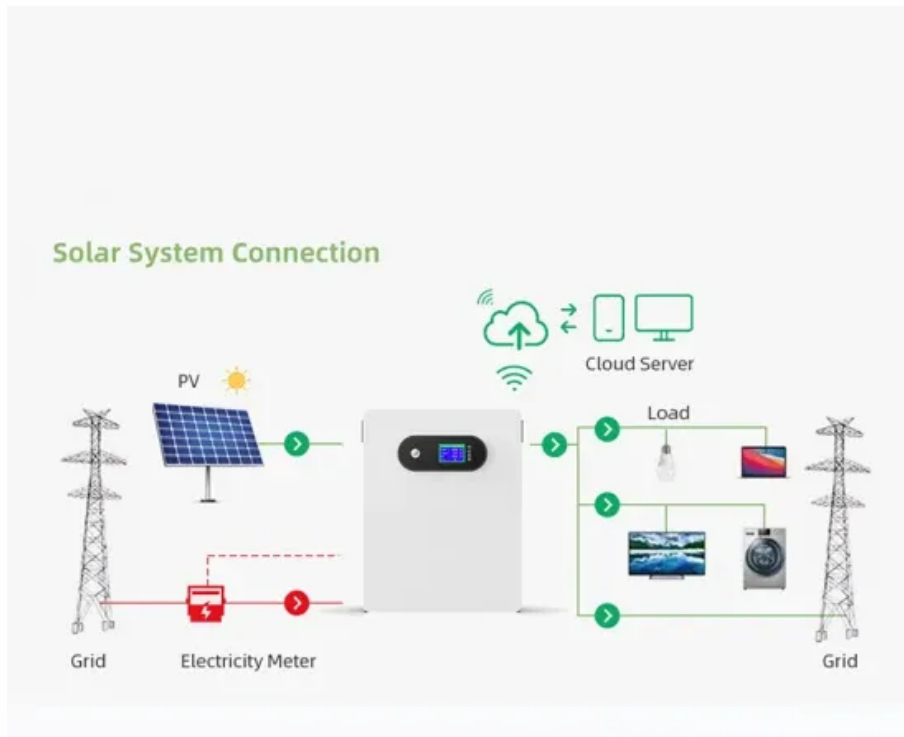 Solar System Connection
Cloud Server
PV
Load
Grid
Electricity Meter
Grid